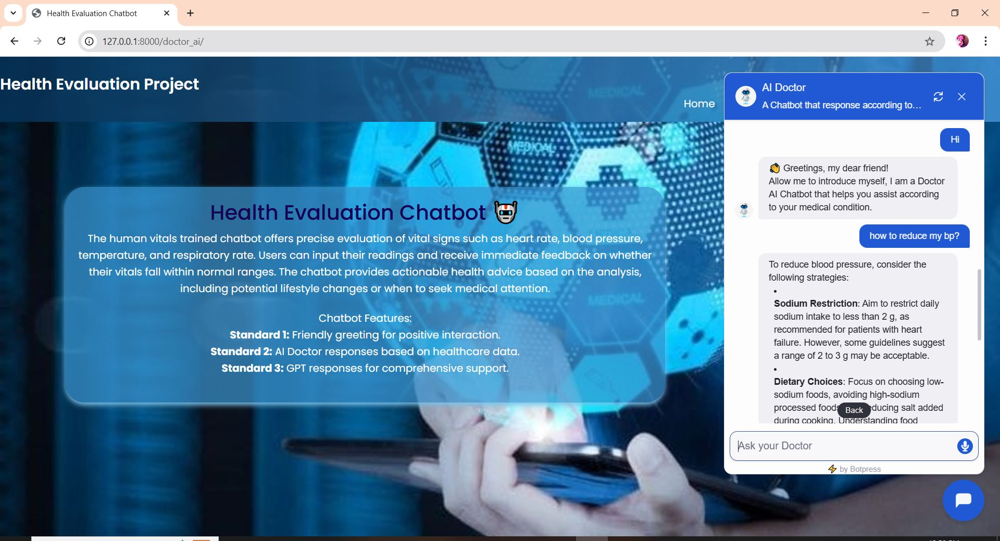 Health Evaluation Chatbot
127.0.0.1:8000/doctor_ai/
Health Evaluation Project
Home
MEDICAL
MEDICAL
MEDICAL
Health Evaluation Chatbot
The human vitals trained chatbot offers precise evaluation of vital signs such as heart rate, blood pressure,
temperature, and respiratory rate. Users can input their readings and receive immediate feedback on whether
their vitals fall within normal ranges. The chatbot provides actionable health advice based on the analysis,
including potential lifestyle changes or when to seek medical attention.
Chatbot Features:
Standard 1: Friendly greeting for positive interaction.
Standard 2: AI Doctor responses based on healthcare data.
Standard 3: GPT responses for comprehensive support.
AI Doctor
A Chatbot that response according to...
Hi
👋 Greetings, my dear friend!
Allow me to introduce myself, I am a Doctor
AI Chatbot that helps you assist according
to your medical condition.
how to reduce my bp?
To reduce blood pressure, consider the
following strategies:
•
Sodium Restriction: Aim to restrict daily
sodium intake to less than 2 g, as
recommended for patients with heart
failure. However, some guidelines suggest
a range of 2 to 3 g may be acceptable.
•
Dietary Choices: Focus on choosing low-
sodium foods, avoiding high-sodium
processed foods educing salt added
during cooking. Understanding food
Back
Ask your Doctor
by Botpress